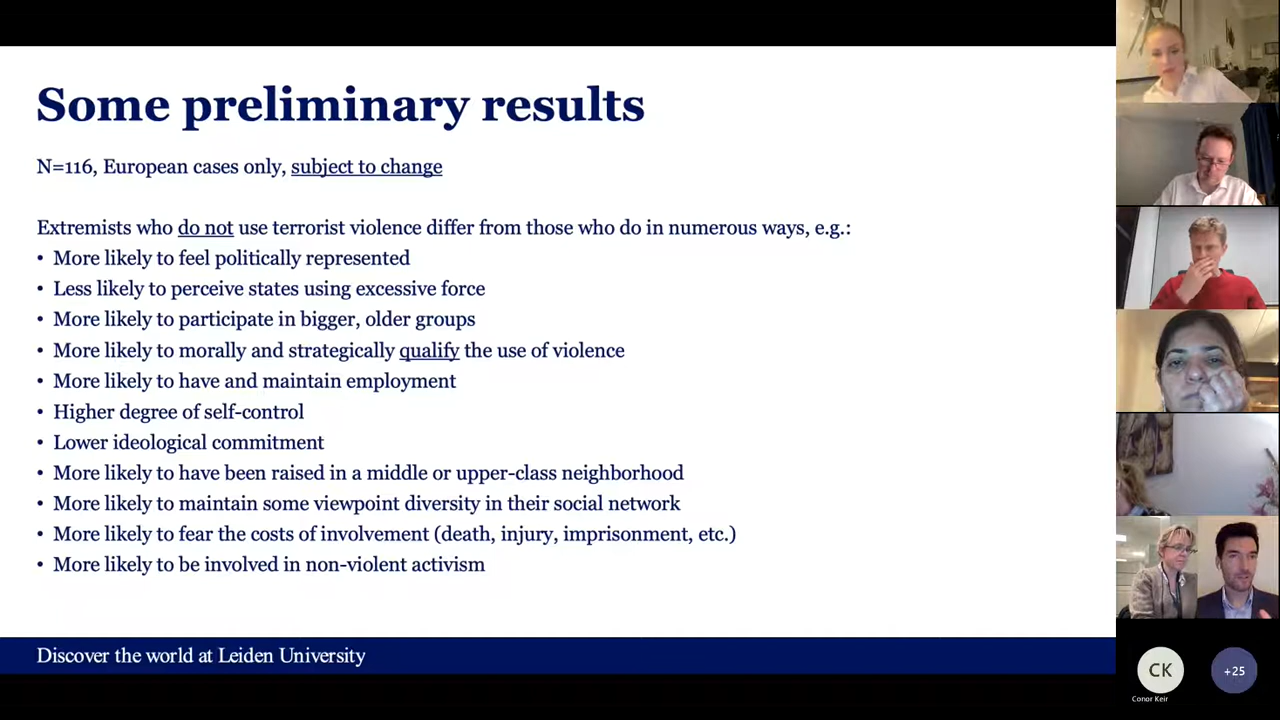 Some preliminary results
N=116, European cases only, subject to change
Extremists who do not use terrorist violence differ from those who do in numerous ways, e.g.:
• More likely to feel politically represented
• Less likely to perceive states using excessive force
• More likely to participate in bigger, older groups
• More likely to morally and strategically qualify the use of violence
• More likely to have and maintain employment
• Higher degree of self-control
• Lower ideological commitment
• More likely to have been raised in a middle or upper-class neighborhood
• More likely to maintain some viewpoint diversity in their social network
• More likely to fear the costs of involvement (death, injury, imprisonment, etc.)
• More likely to be involved in non-violent activism
Discover the world at Leiden University
CK
+25
Conor Keir